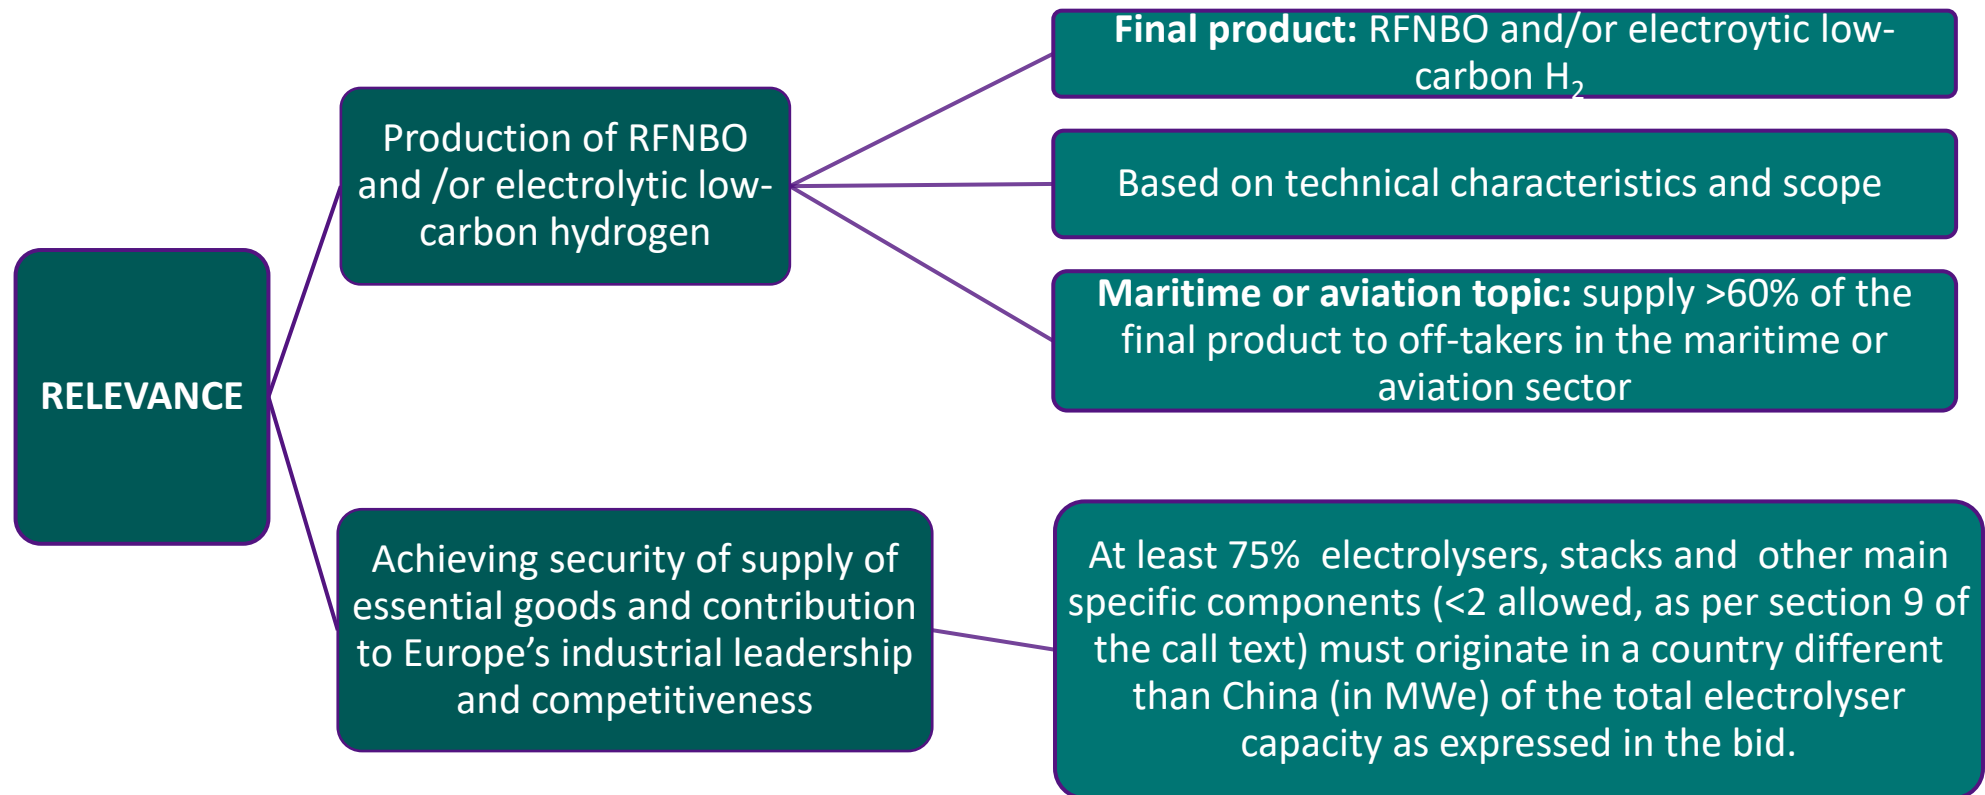 RELEVANCE
Production of RFNBO
and /or electrolytic low-
carbon hydrogen
Final product: RFNBO and/or electroytic low-
carbon H₂
Based on technical characteristics and scope
Maritime or aviation topic: supply >60% of the
final product to off-takers in the maritime or
aviation sector
Achieving security of supply of
essential goods and contribution
to Europe’s industrial leadership
and competitiveness
At least 75%  electrolysers, stacks and  other main
specific components (<2 allowed, as per section 9 of
the call text) must originate in a country different
than China (in MWe) of the total electrolyser
capacity as expressed in the bid.